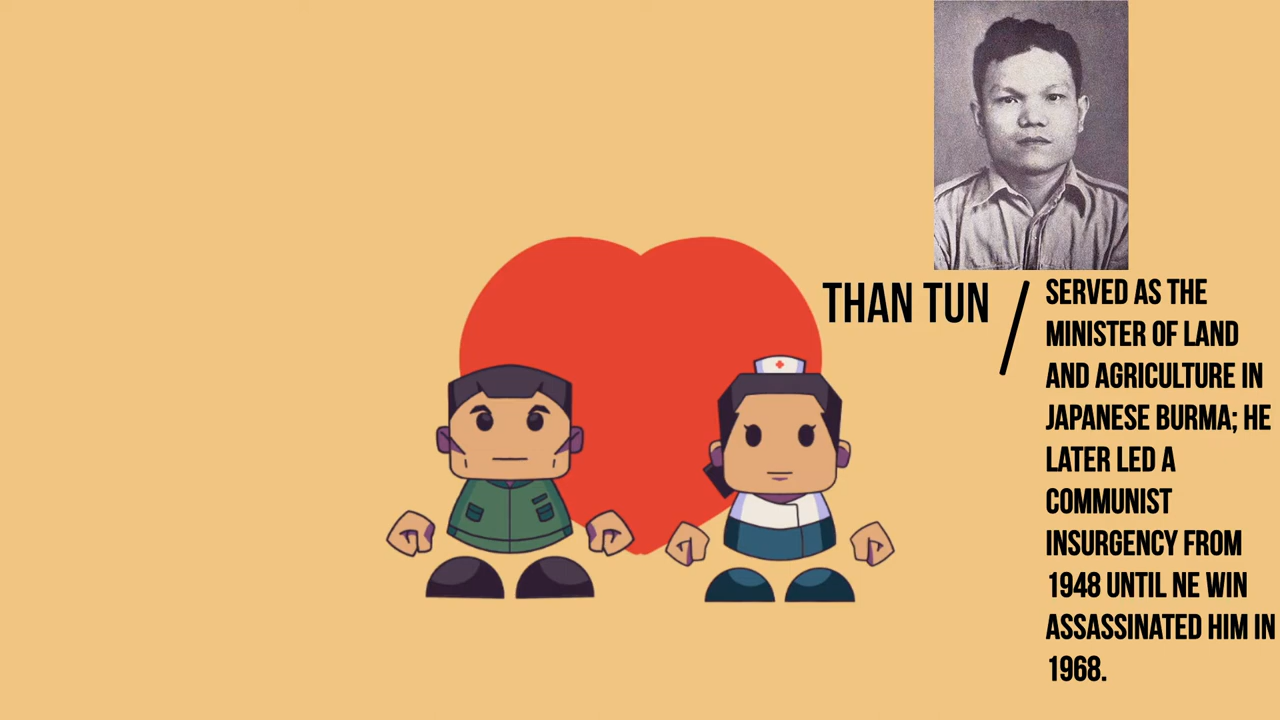 THAN TUN
SERVED AS THE
MINISTER OF LAND
AND AGRICULTURE IN
JAPANESE BURMA; HE
LATER LED A
COMMUNIST
INSURGENCY FROM
1948 UNTIL NE WIN
ASSASSINATED HIM IN
1968.